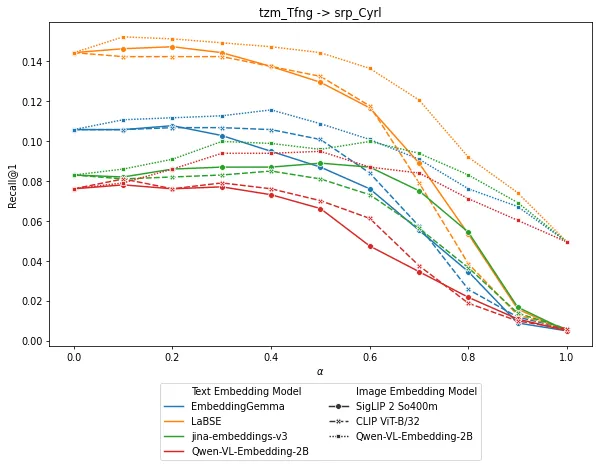 tzm_Tfng -> srp_Cyrl
Recall@1
0.14
0.12
0.10
0.08
0.06
0.04
0.02
0.00
0.0 0.2 0.4 0.6 0.8 1.0
α
Text Embedding Model Image Embedding Model
EmbeddingGemma SigLIP 2 So400m
LaBSE CLIP ViT-B/32
jina-embeddings-v3 Qwen-VL-Embedding-2B
Qwen-VL-Embedding-2B